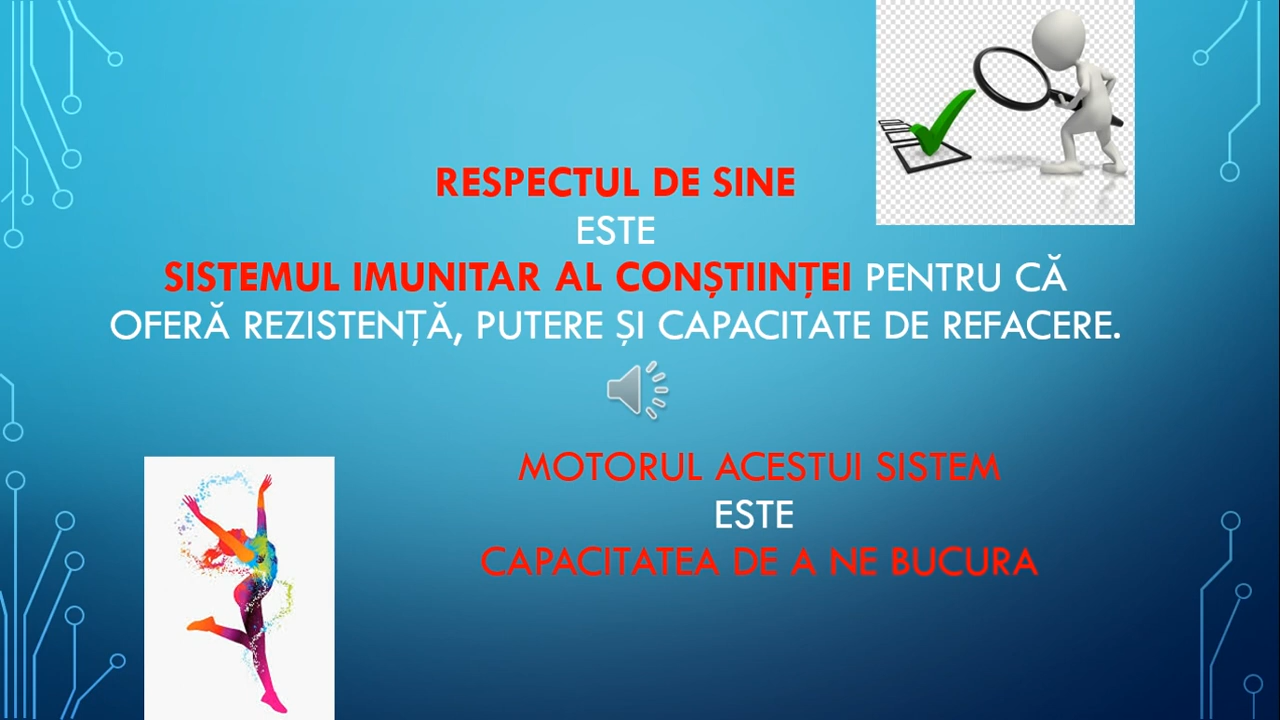 RESPECTUL DE SINE
ESTE
SISTEMUL IMUNITAR AL CONȘTIINȚEI PENTRU CĂ
OFERĂ REZISTENȚĂ, PUTERE ȘI CAPACITATE DE REFACERE.
MOTORUL ACESTUI SISTEM
ESTE
CAPACITATEA DE A NE BUCURA